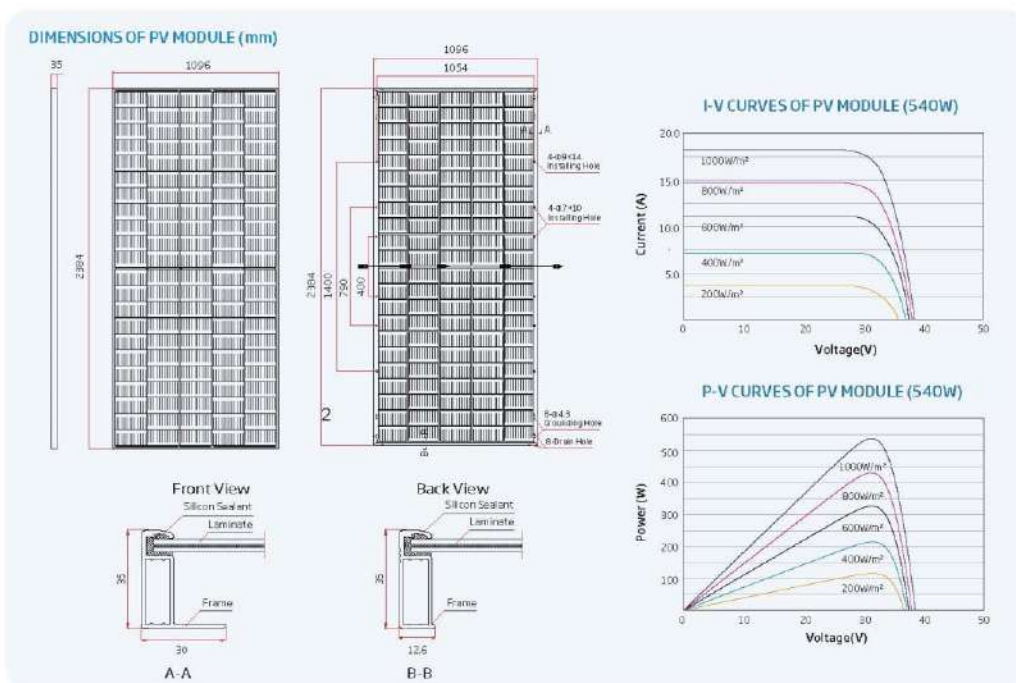 DIMENSIONS OF PV MODULE (mm)
35
1096
2384
1096
1054
A
A
4-Φ9×14
Installing Hole
4-Φ7×10
Installing Hole
2384
1400
790
400
2
Grounding Hole
8-Drain Hole
B
B
Front View
Back View
Silicon Sealant
Laminate
35
Frame
30
A-A
Silicon Sealant
Laminate
35
Frame
12,6
B-B
I-V CURVES OF PV MODULE (540W)
Current (A)
20.0
15.0
10.0
5.0
1000W/m²
800W/m²
600W/m²
400W/m²
200W/m²
0 10 20 30 40 50
Voltage(V)
P-V CURVES OF PV MODULE (540W)
Power (W)
600
500
400
300
200
100
1000W/m²
800W/m²
600W/m²
400W/m²
200W/m²
0 10 20 30 40 50
Voltage(V)